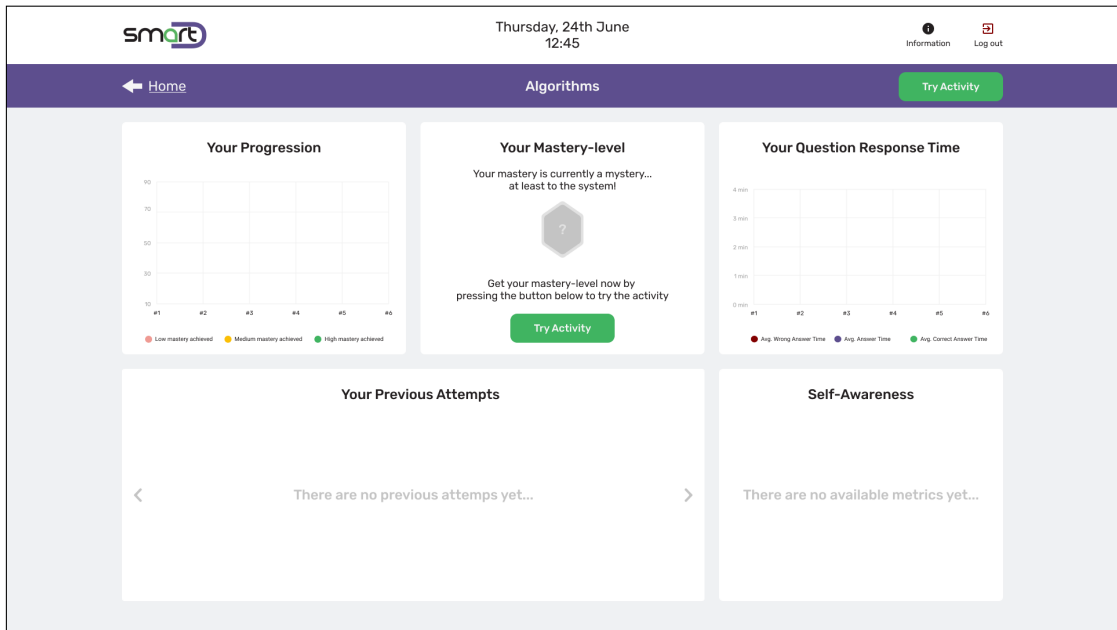 smart
Thursday, 24th June
12:45
Information
Log out
Home
Algorithms
Try Activity
Your Progression
90
70
50
30
10
#1 #2 #3 #4 #5 #6
Low mastery achieved Medium mastery achieved High mastery achieved
Your Mastery-level
Your mastery is currently a mystery...
at least to the system!
?
Get your mastery-level now by
pressing the button below to try the activity
Try Activity
Your Question Response Time
4 min
3 min
2 min
1 min
0 min
#1 #2 #3 #4 #5 #6
Avg. Wrong Answer Time Avg. Answer Time Avg. Correct Answer Time
Your Previous Attempts
There are no previous attemps yet...
Self-Awareness
There are no available metrics yet...